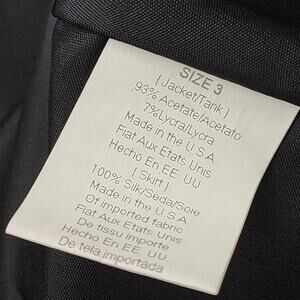 SIZE 3
( Jacket/Tank )
93% Acetate/Acetato
7% Lycra/Lycra
Made in the U.S.A
Fiat Aux Etats Unis
Hecho En EE. UU
( Skirt )
100% Silk/Seda/Soie
Made in the U.S.A
Of imported fabric
Fiat Aux Etats Unis
De tissu importe
Hecho En EE. UU.
De tela importada